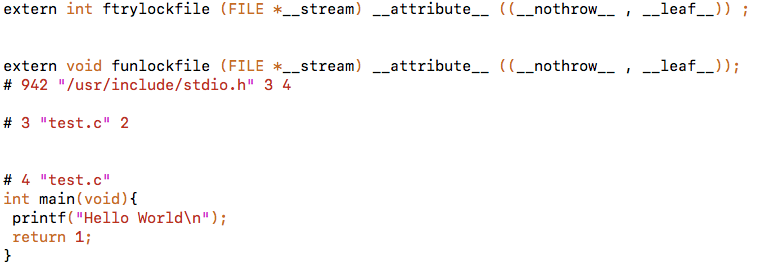 extern int ftrylockfile (FILE *__stream) __attribute__ ((__nothrow__ , __leaf__)) ;
extern void funlockfile (FILE *__stream) __attribute__ ((__nothrow__ , __leaf__));
# 942 "/usr/include/stdio.h" 3 4
# 3 "test.c" 2
# 4 "test.c"
int main(void){
 printf("Hello World\n");
 return 1;
}